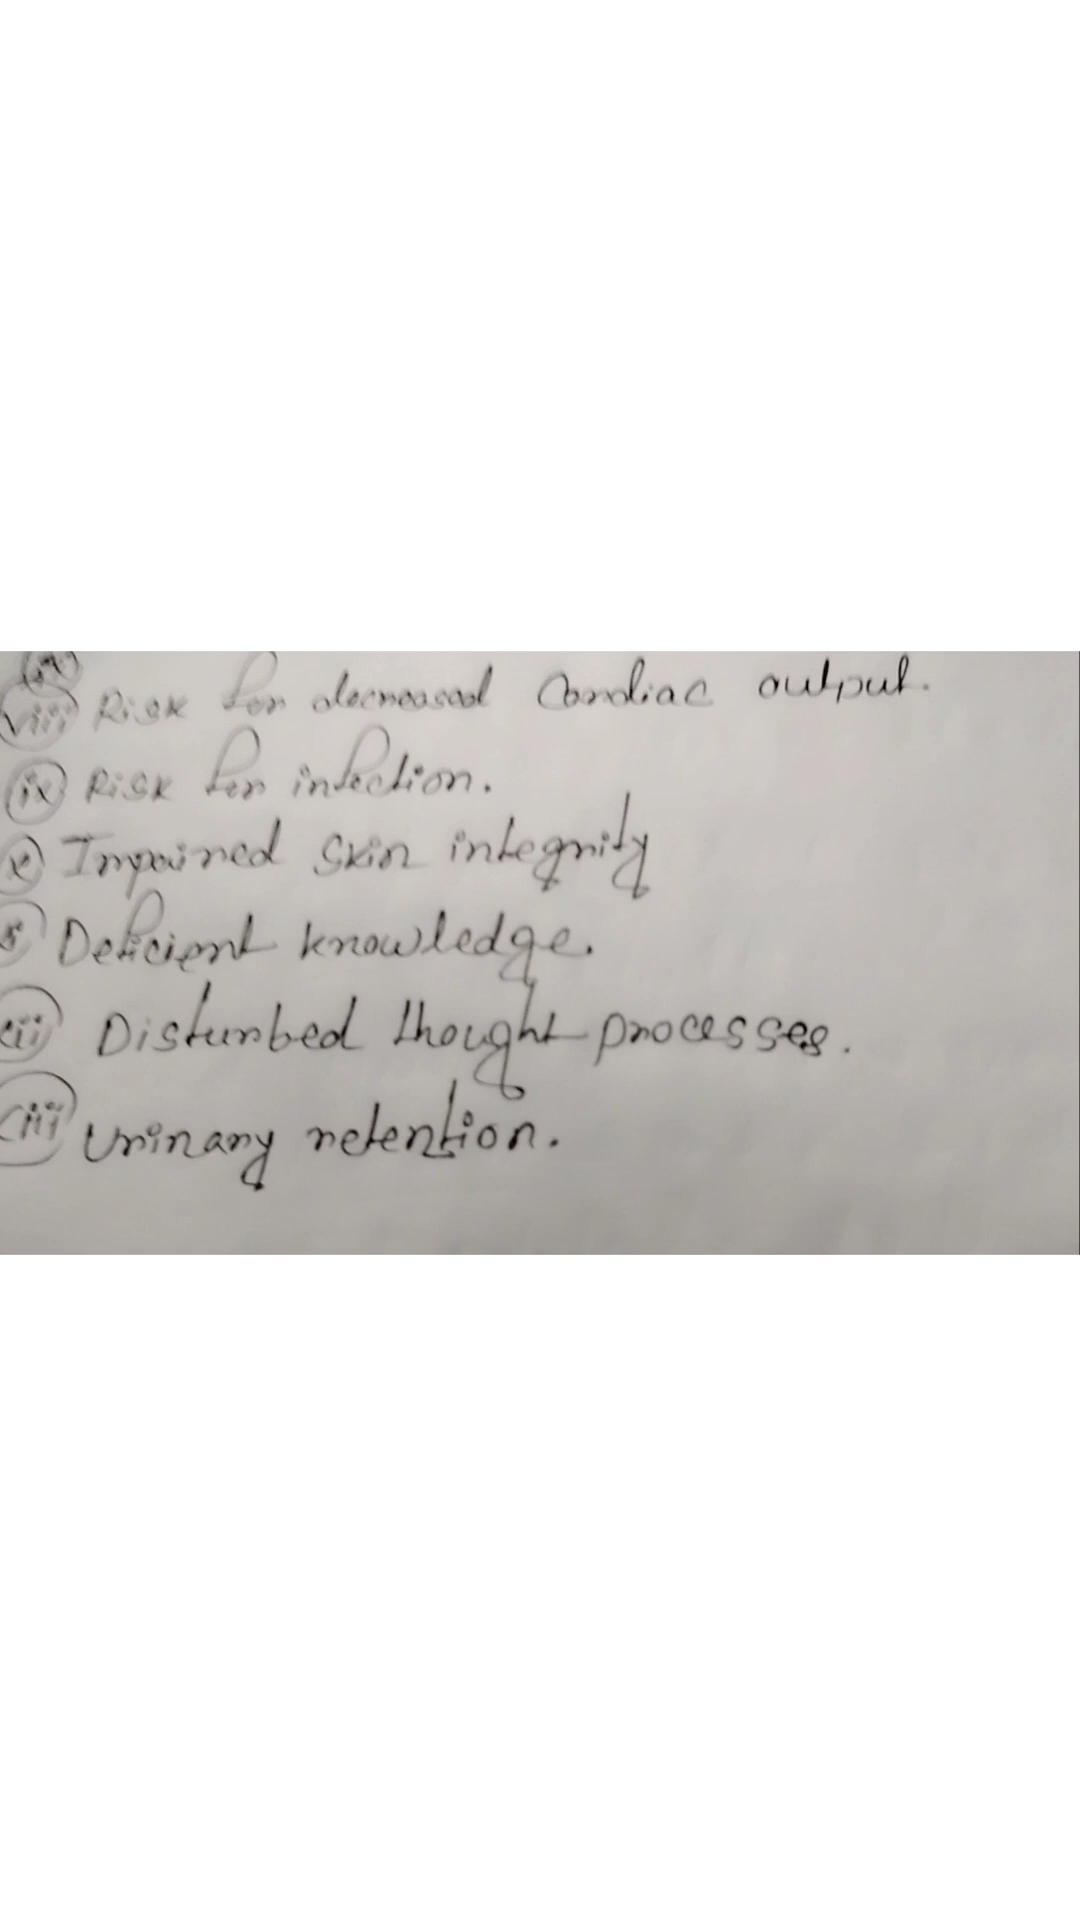 viii Risk for decreased Cardiac output.
ix Risk for infection.
x Impaired skin integrity
Deficient knowledge.
xii Disturbed thought processes.
xiii Urinary retention.